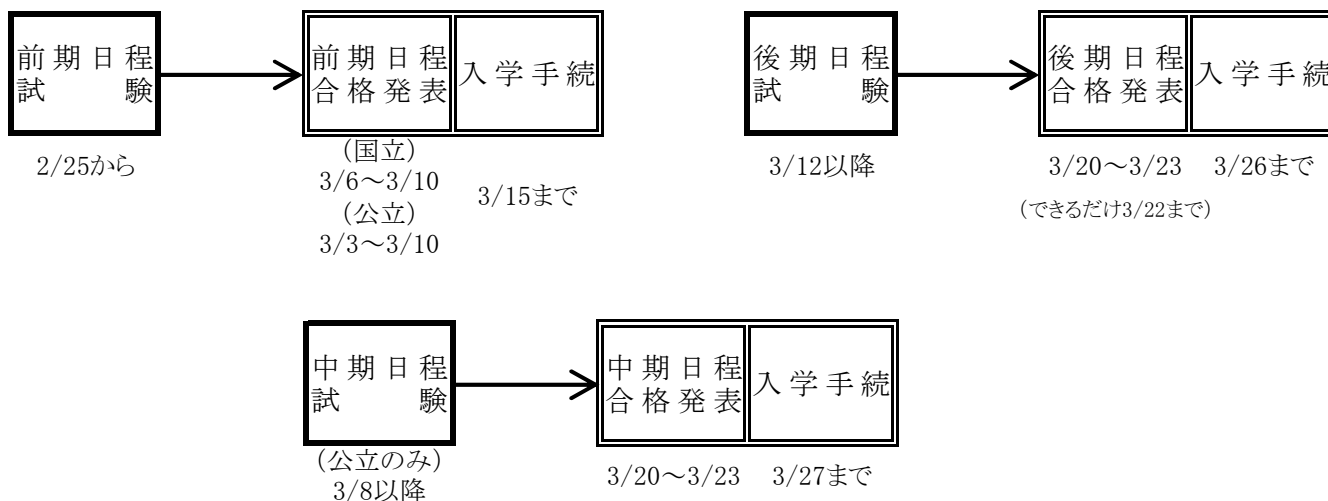 前期日程
試験
2/25から
前期日程
合格発表
(国立)
3/6～3/10
(公立)
3/3～3/10
入学手続
3/15まで
後期日程
試験
3/12以降
後期日程
合格発表
3/20～3/23
(できるだけ3/22まで)
入学手続
3/26まで
中期日程
試験
(公立のみ)
3/8以降
中期日程
合格発表
3/20～3/23
入学手続
3/27まで